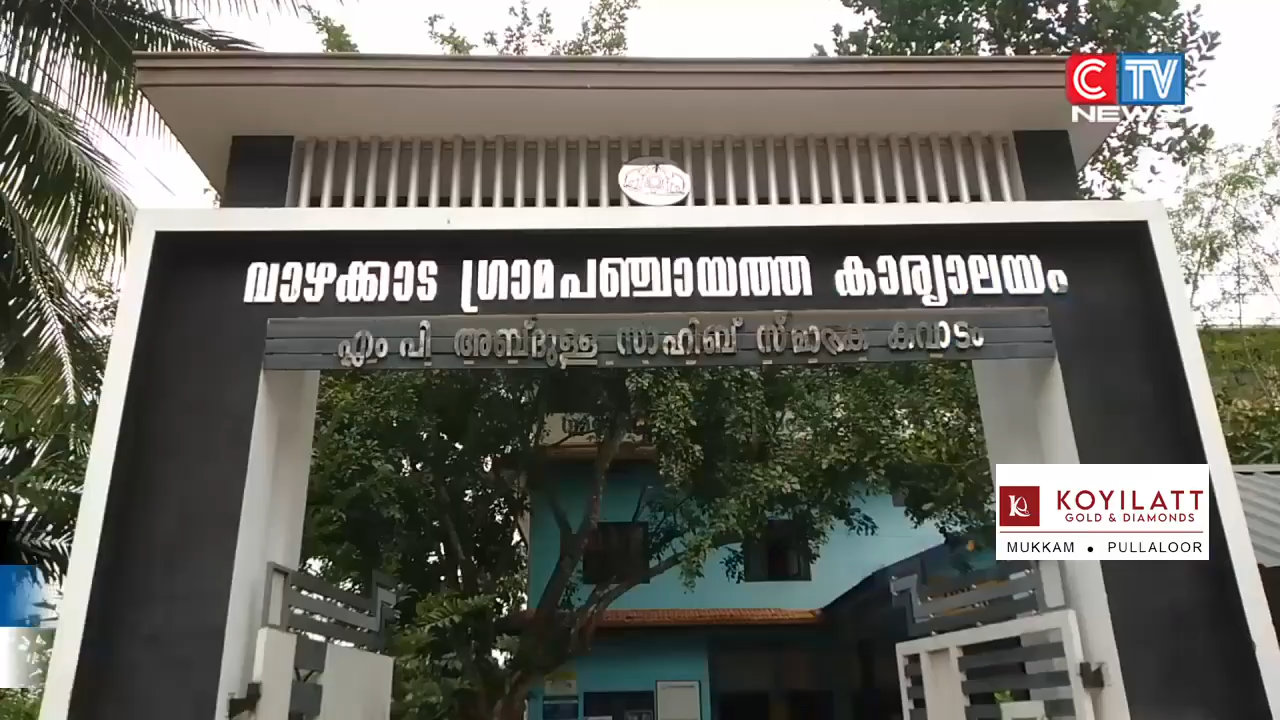 CTV
NEWS
വാഴക്കാട ഗ്രാമപഞ്ചായത്ത കാര്യാലയം
എം പി അബ്ദുള്ള സാഹിബ് സ്മാരക കവാടം
KOYILATT
GOLD & DIAMONDS
MUKKAM • PULLALOOR